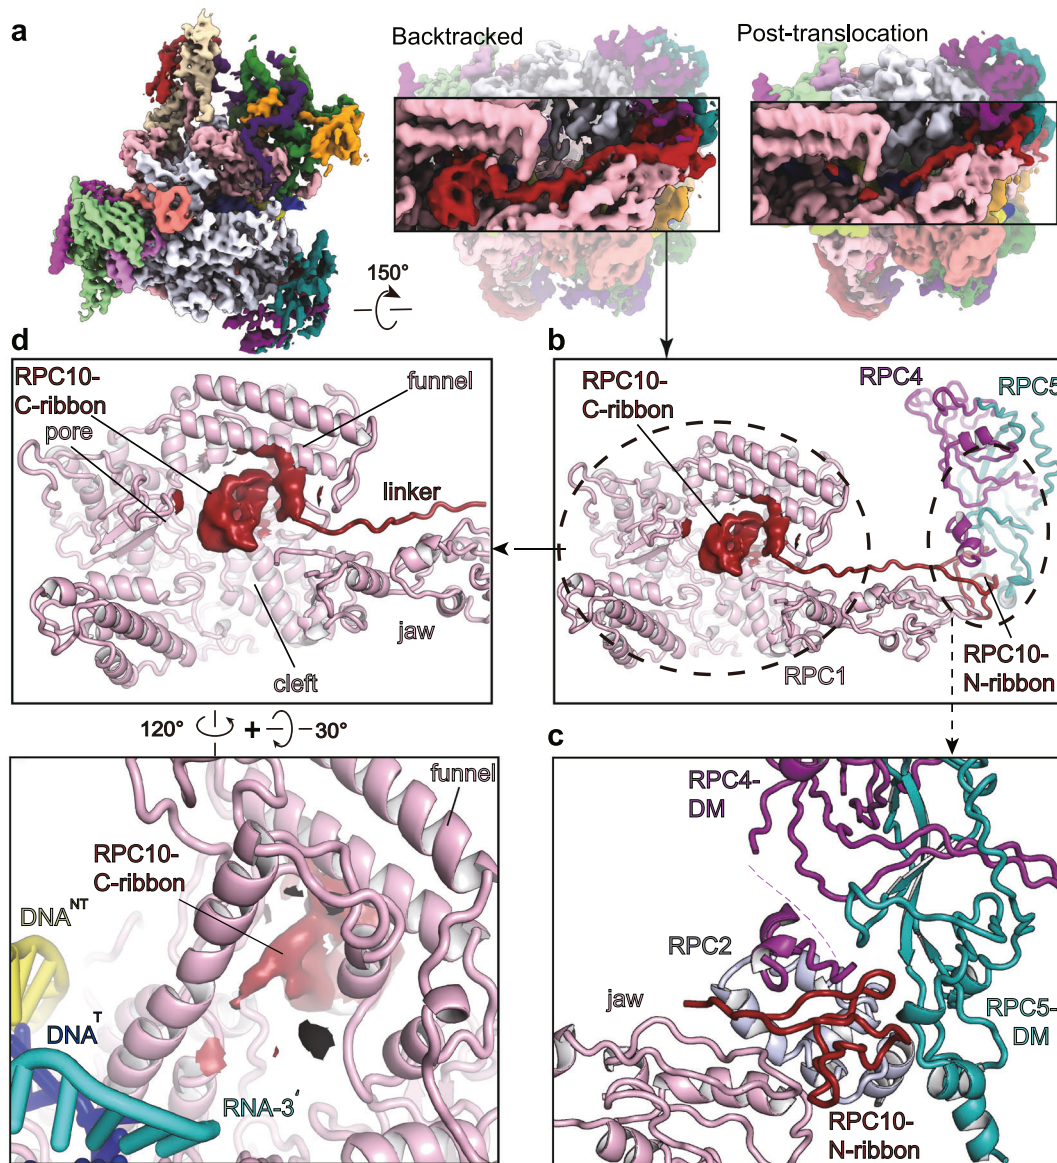 a
Backtracked
Post-translocation
150°
d
RPC10-
C-ribbon
pore
funnel
linker
jaw
cleft
b
RPC10-
C-ribbon
RPC4
RPC5
RPC1
RPC10-
N-ribbon
120°
+
30°
funnel
RPC10-
C-ribbon
DNA^NT
DNA^T
RNA-3′
c
RPC4-
DM
RPC2
jaw
RPC5-
DM
RPC10-
N-ribbon